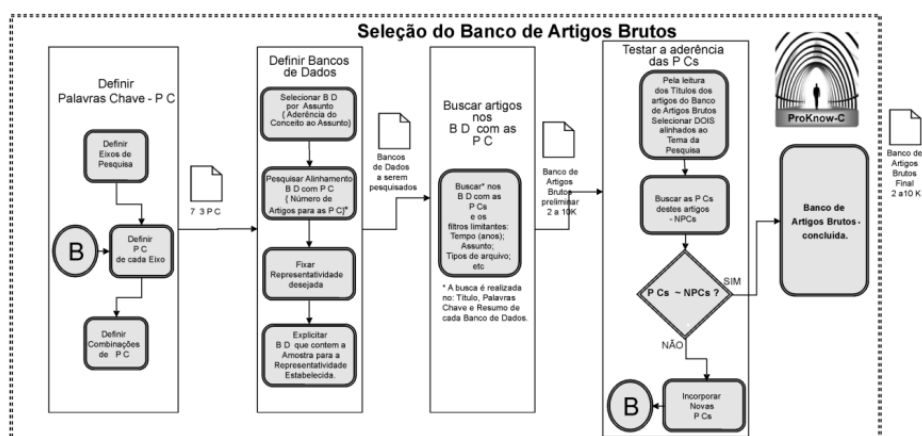 Seleção do Banco de Artigos Brutos
Definir
Palavras Chave - P C
Definir
Eixos de
Pesquisa
B
Definir
P C
de cada Eixo
Definir
Combinações
de P C
7 3 P C
Definir Bancos
de Dados
Selecionar B D
por Assunto
{ Aderência do
Conceito ao Assunto}
Pesquisar Alinhamento
B D com P C
{ Número de
Artigos para as P C}*
Fixar
Representatividade
desejada
Explicitar
B D que contem a
Amostra para a
Representatividade
Estabelecida.
Bancos
de Dados
a serem
pesquisados
Buscar artigos
nos
B D com as
P C
Buscar* nos
B D com as
P Cs
e os
filtros limitantes:
Tempo (anos);
Assunto;
Tipos de arquivo;
etc
* A busca é realizada
no: Título, Palavras
Chave e Resumo de
cada Banco de Dados.
Banco de
Artigos
Brutos
preliminar
2 a 10K
Testar a aderência
das P Cs
Pela leitura
dos Títulos dos
artigos do Banco
de Artigos Brutos
Selecionar DOIS
alinhados ao
Tema da
Pesquisa
Buscar as P Cs
destes artigos
- NPCs
P Cs ~ NPCs ?
SIM
NÃO
Incorporar
Novas
P Cs
B
ProKnow-C
Banco de
Artigos Brutos-
concluida.
Banco de
Artigos
Brutos
Final
2 a10 K